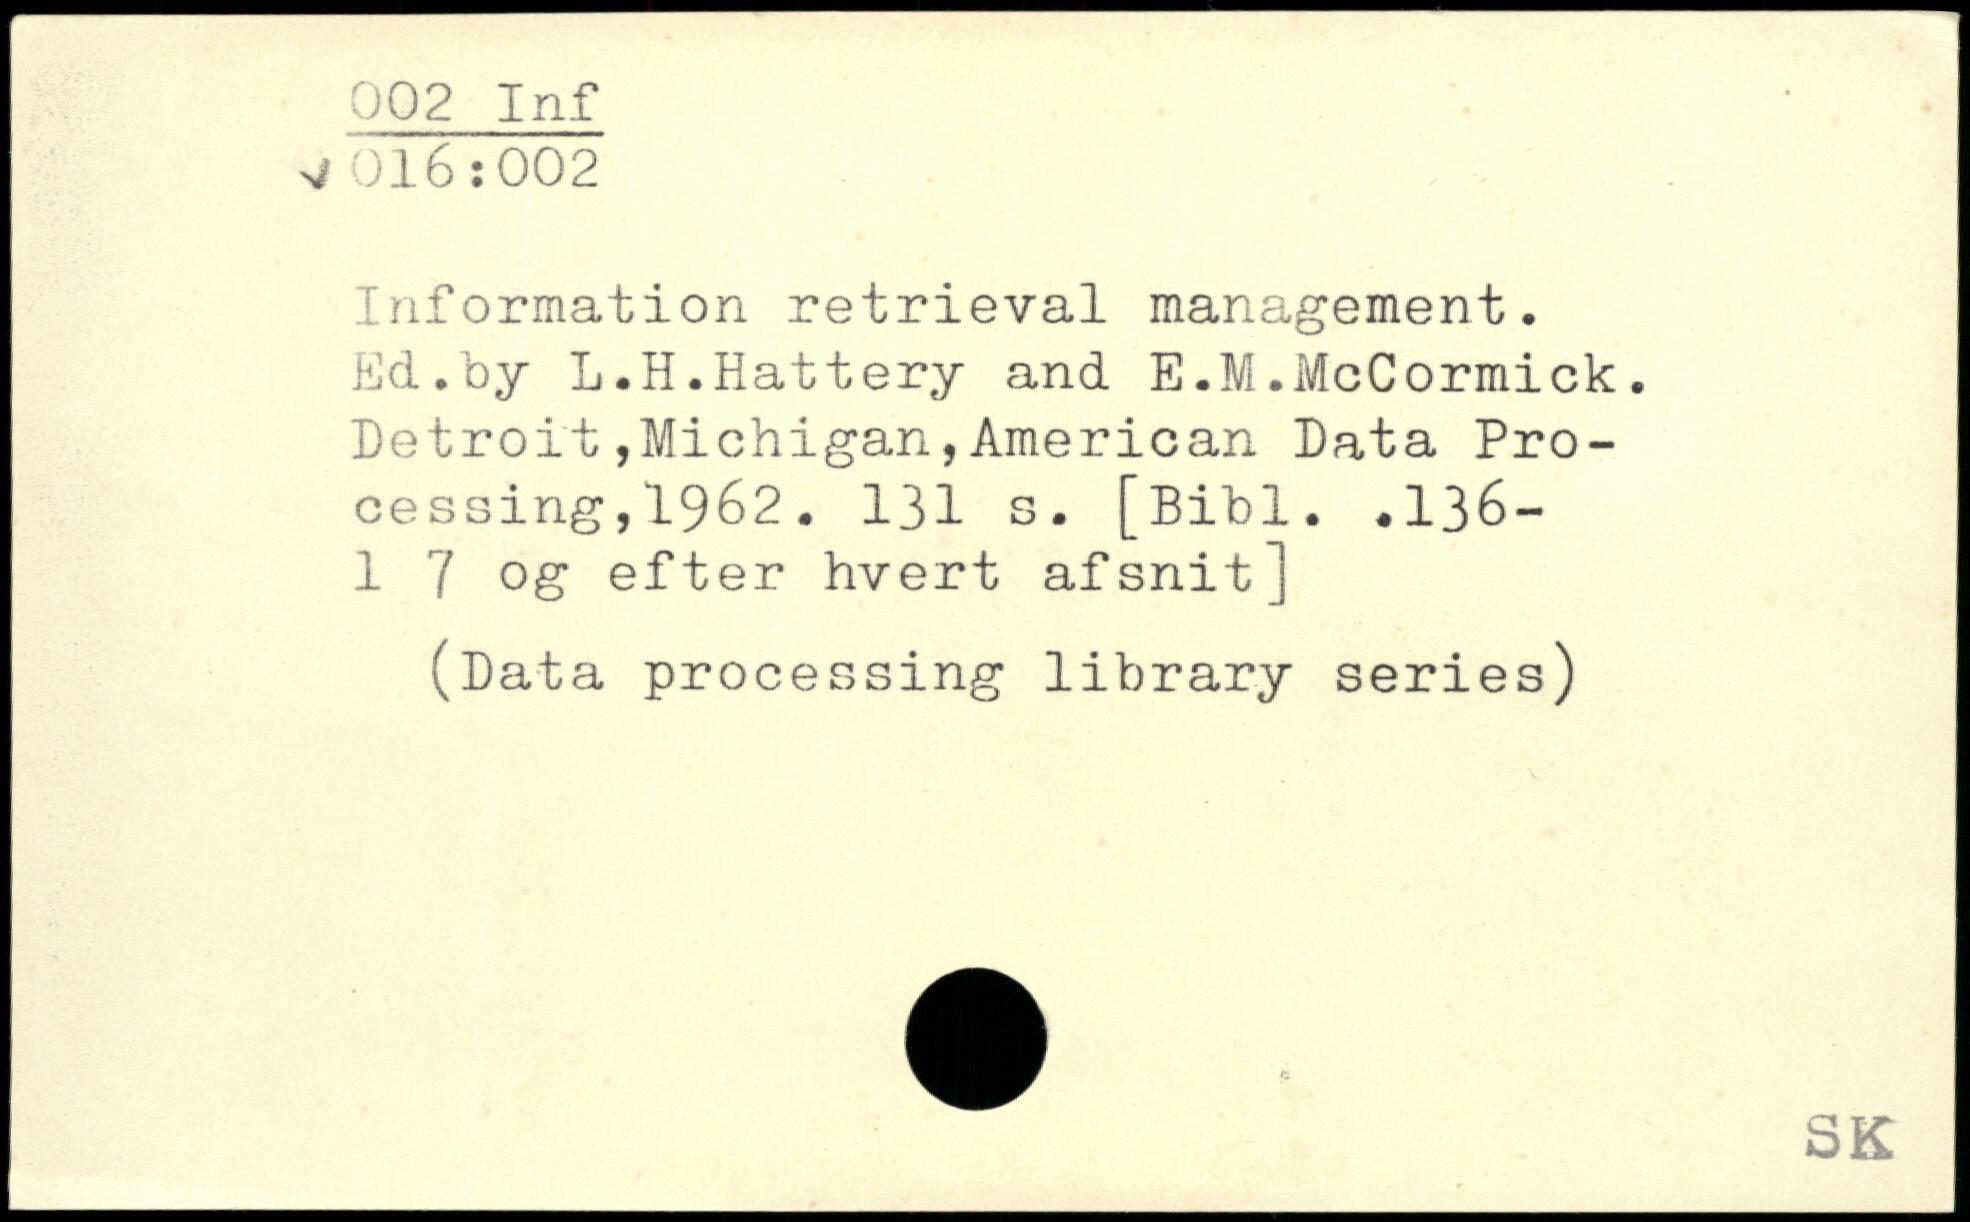 002 Inf
016:002
Information retrieval management.
Ed.by L.H.Hattery and E.M.McCormick.
Detroit,Michigan,American Data Pro-
cessing,1962. 131 s. [Bibl. .136-
1 7 og efter hvert afsnit]
(Data processing library series)
SK